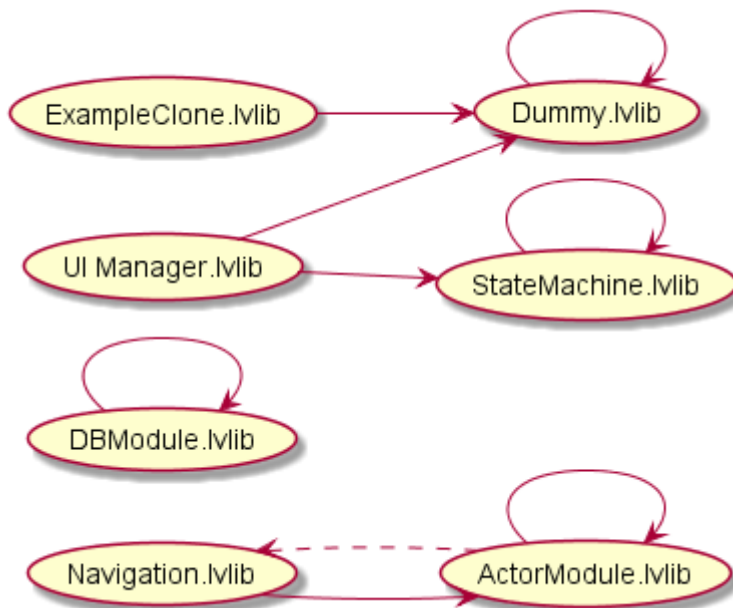 ExampleClone.lvlib
Dummy.lvlib
UI Manager.lvlib
StateMachine.lvlib
DBModule.lvlib
Navigation.lvlib
ActorModule.lvlib